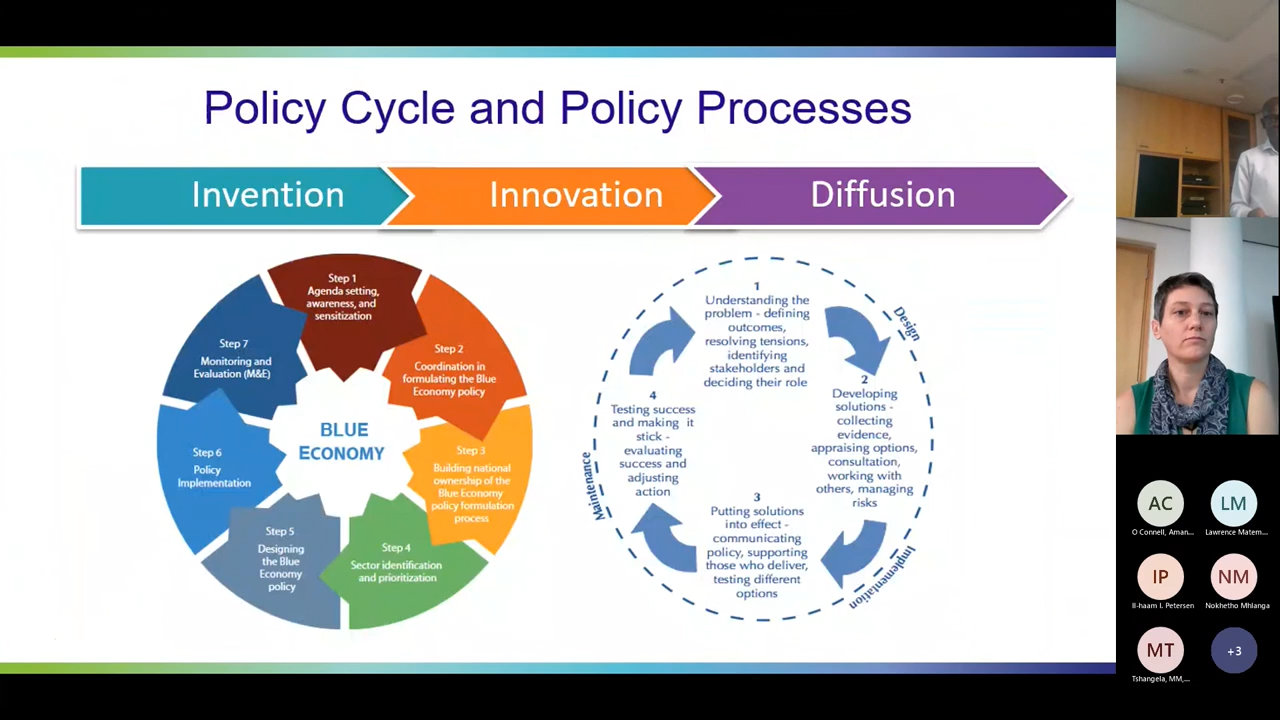 Policy Cycle and Policy Processes
Invention
Innovation
Diffusion
Step 1
Agenda setting,
awareness, and
sensitization
Step 2
Coordination in
formulating the Blue
Economy policy
Step 3
Building national
ownership of the
Blue Economy
policy formulation
process
Step 4
Sector identification
and prioritization
Step 5
Designing
the Blue
Economy
policy
Step 6
Policy
Implementation
Step 7
Monitoring and
Evaluation (M&E)
BLUE
ECONOMY
1
Understanding the
problem - defining
outcomes,
resolving tensions,
identifying
stakeholders and
deciding their role
Design
2
Developing
solutions -
collecting
evidence,
appraising options,
consultation,
working with
others, managing
risks
Implementation
3
Putting solutions
into effect -
communicating
policy, supporting
those who deliver,
testing different
options
4
Testing success
and making it
stick -
evaluating
success and
adjusting
action
Maintenance
AC
O Connell, Aman...
LM
Lawrence Matem...
IP
Il-haam I. Petersen
NM
Nokhetho Mhlanga
MT
Tshangela, MM,...
+3